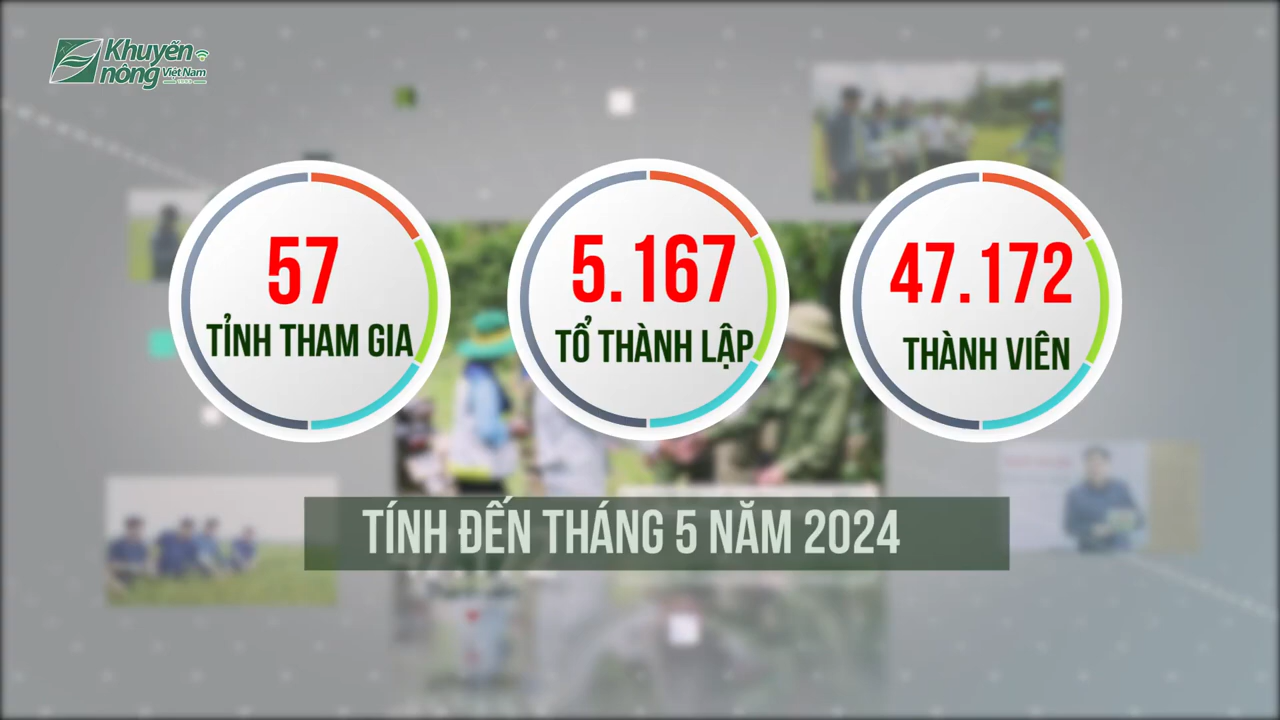 Khuyến
nông Việt Nam
57
TỈNH THAM GIA
5.167
TỔ THÀNH LẬP
47.172
THÀNH VIÊN
TÍNH ĐẾN THÁNG 5 NĂM 2024